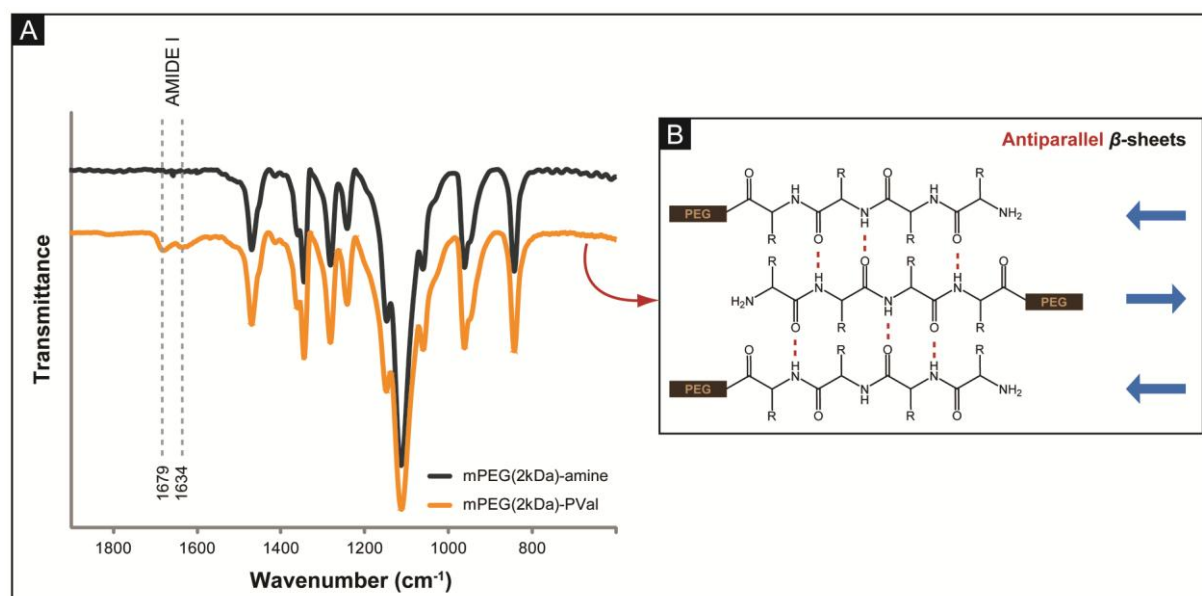 A
AMIDE I
Transmittance
1679
1634
mPEG(2kDa)-amine
mPEG(2kDa)-PVal
1800 1600 1400 1200 1000 800
Wavenumber (cm⁻¹)
B
Antiparallel β-sheets
O H N R O H N R
PEG NH₂
R O R H O
R O H N R O H N O
H₂N PEG
O R N H O R
O H N R O H N R
PEG NH₂
R O R O